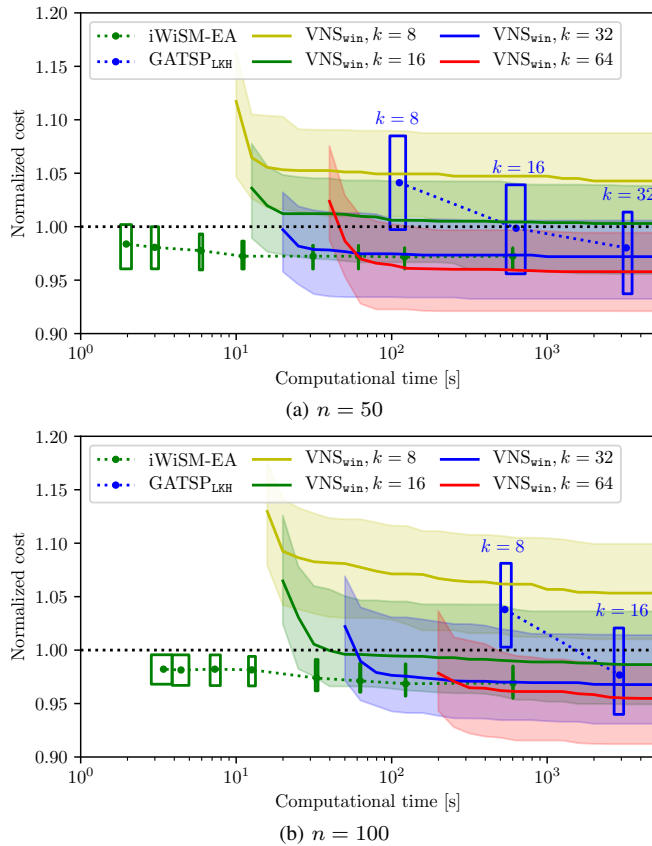 1.20
iWiSM-EA
GATSP_LKH
VNS_win, k = 8
VNS_win, k = 16
VNS_win, k = 32
VNS_win, k = 64
1.15
1.10
1.05
1.00
0.95
0.90
Normalized cost
k = 8
k = 16
k = 32
10^0
10^1
10^2
10^3
Computational time [s]
(a) n = 50
1.20
iWiSM-EA
GATSP_LKH
VNS_win, k = 8
VNS_win, k = 16
VNS_win, k = 32
VNS_win, k = 64
1.15
1.10
1.05
1.00
0.95
0.90
Normalized cost
k = 8
k = 16
10^0
10^1
10^2
10^3
Computational time [s]
(b) n = 100